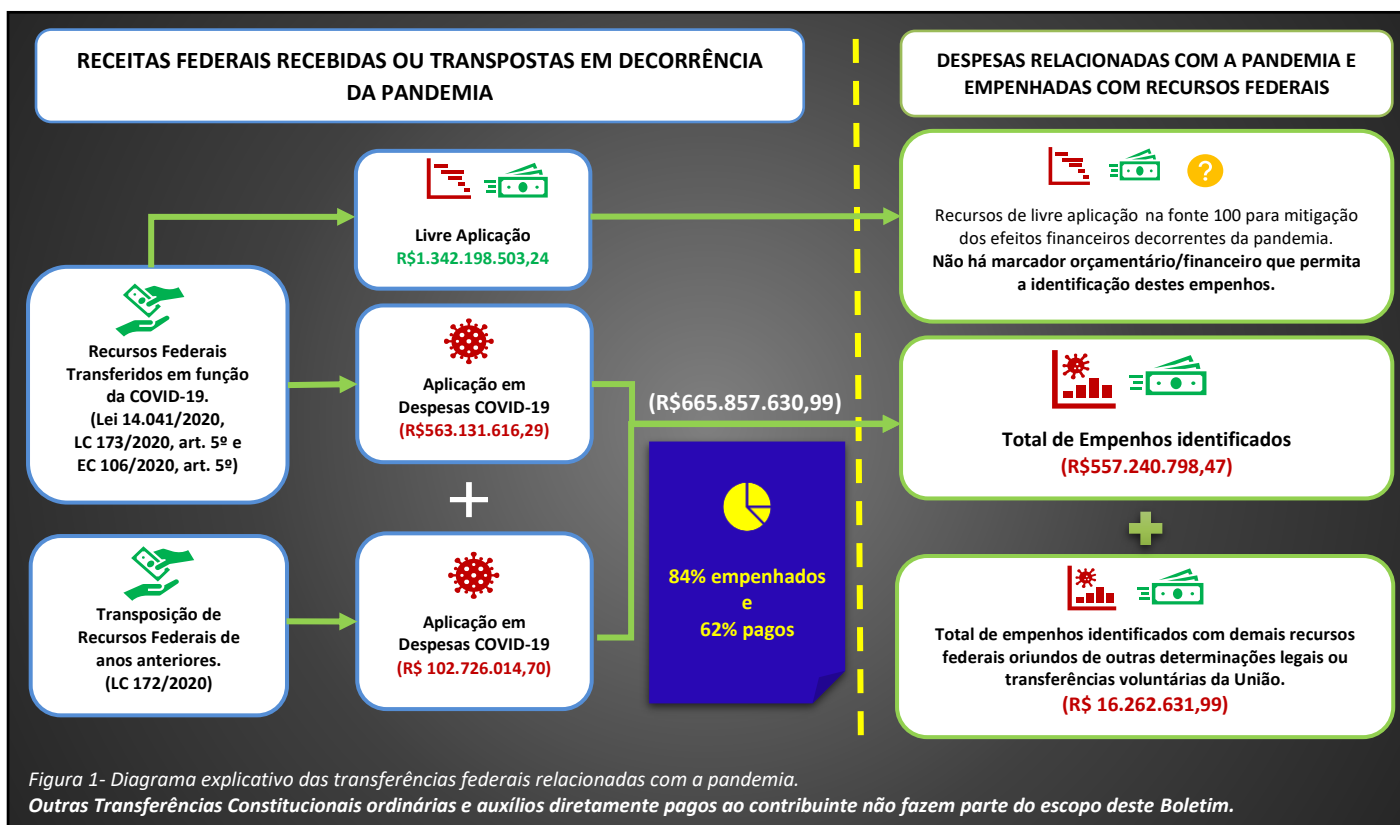 RECEITAS FEDERAIS RECEBIDAS OU TRANSPOSTAS EM DECORRÊNCIA
DA PANDEMIA
DESPESAS RELACIONADAS COM A PANDEMIA E
EMPENHADAS COM RECURSOS FEDERAIS
Livre Aplicação
R$1.342.198.503,24
?
Recursos de livre aplicação na fonte 100 para mitigação
dos efeitos financeiros decorrentes da pandemia.
Não há marcador orçamentário/financeiro que permita
a identificação destes empenhos.
Recursos Federais
Transferidos em função
da COVID-19.
(Lei 14.041/2020,
LC 173/2020, art. 5º e
EC 106/2020, art. 5º)
Aplicação em
Despesas COVID-19
(R$563.131.616,29)
(R$665.857.630,99)
Total de Empenhos identificados
(R$557.240.798,47)
84% empenhados
e
62% pagos
Transposição de
Recursos Federais de
anos anteriores.
(LC 172/2020)
Aplicação em
Despesas COVID-19
(R$ 102.726.014,70)
Total de empenhos identificados com demais recursos
federais oriundos de outras determinações legais ou
transferências voluntárias da União.
(R$ 16.262.631,99)
Figura 1- Diagrama explicativo das transferências federais relacionadas com a pandemia.
Outras Transferências Constitucionais ordinárias e auxílios diretamente pagos ao contribuinte não fazem parte do escopo deste Boletim.